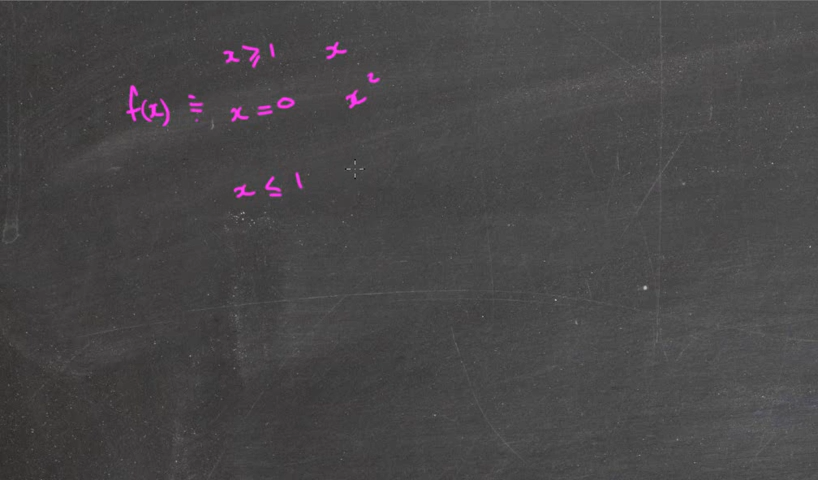 x ⩾ 1 x
f(x) ≡ x = 0 x²
x ≤ 1